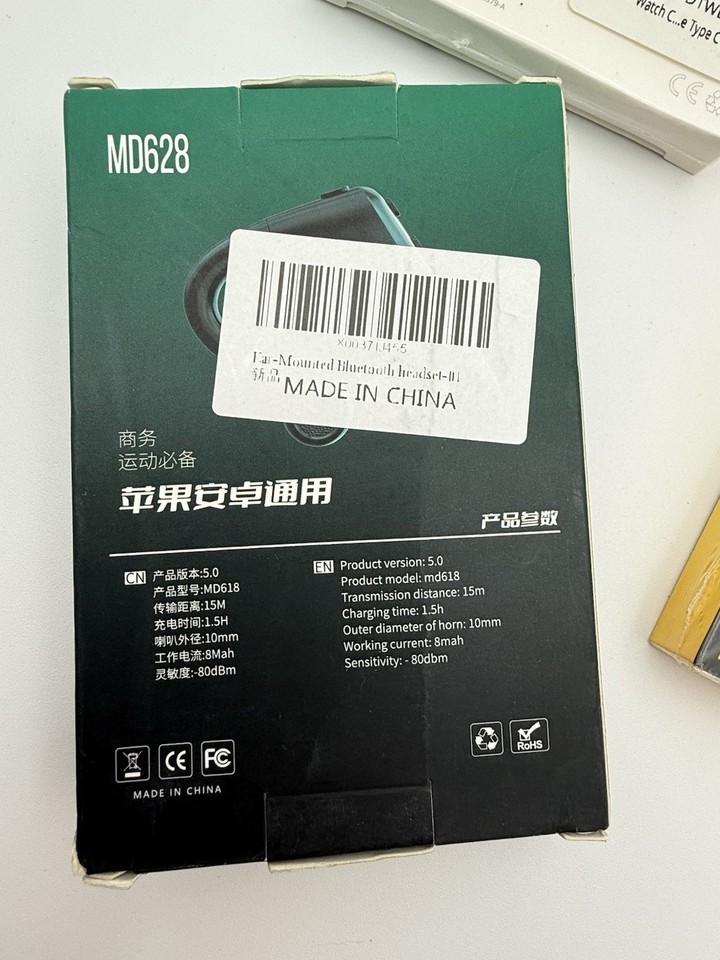 Watch C...e Type C
MD628
Ear-Mounted Bluetooth headset-01
新品
MADE IN CHINA
商务
运动必备
苹果安卓通用
产品参数
CN 产品版本:5.0
产品型号:MD618
传输距离:15M
充电时间:1.5H
喇叭外径:10mm
工作电流:8Mah
灵敏度:-80dBm
EN Product version: 5.0
Product model: md618
Transmission distance: 15m
Charging time: 1.5h
Outer diameter of horn: 10mm
Working current: 8mah
Sensitivity: - 80dbm
CE FC
MADE IN CHINA
RoHS